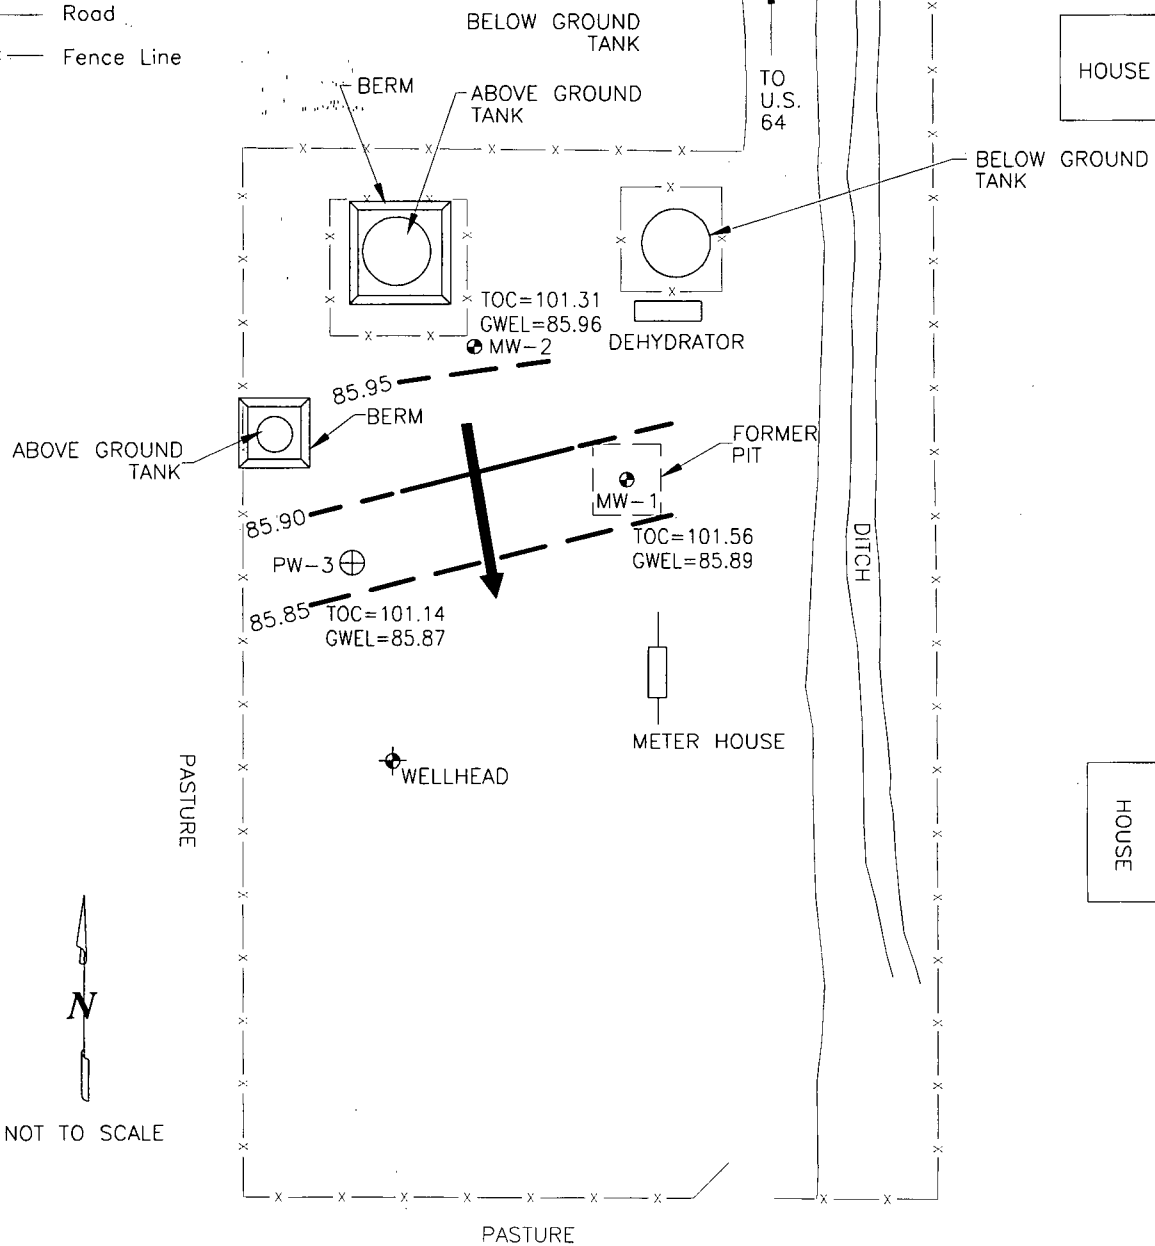 Road
Fence Line
BELOW GROUND
TANK
TO
U.S.
64
HOUSE
BERM
ABOVE GROUND
TANK
BELOW GROUND
TANK
TOC=101.31
GWEL=85.96
MW-2
DEHYDRATOR
85.95
BERM
ABOVE GROUND
TANK
FORMER
PIT
MW-1
85.90
TOC=101.56
GWEL=85.89
DITCH
PW-3
85.85
TOC=101.14
GWEL=85.87
METER HOUSE
WELLHEAD
PASTURE
HOUSE
N
NOT TO SCALE
PASTURE